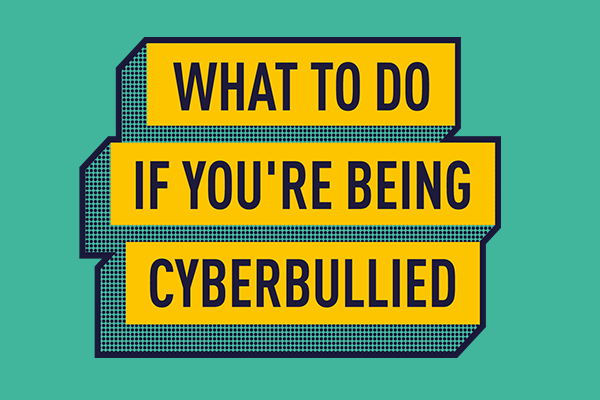 WHAT TO DO
IF YOU'RE BEING
CYBERBULLIED